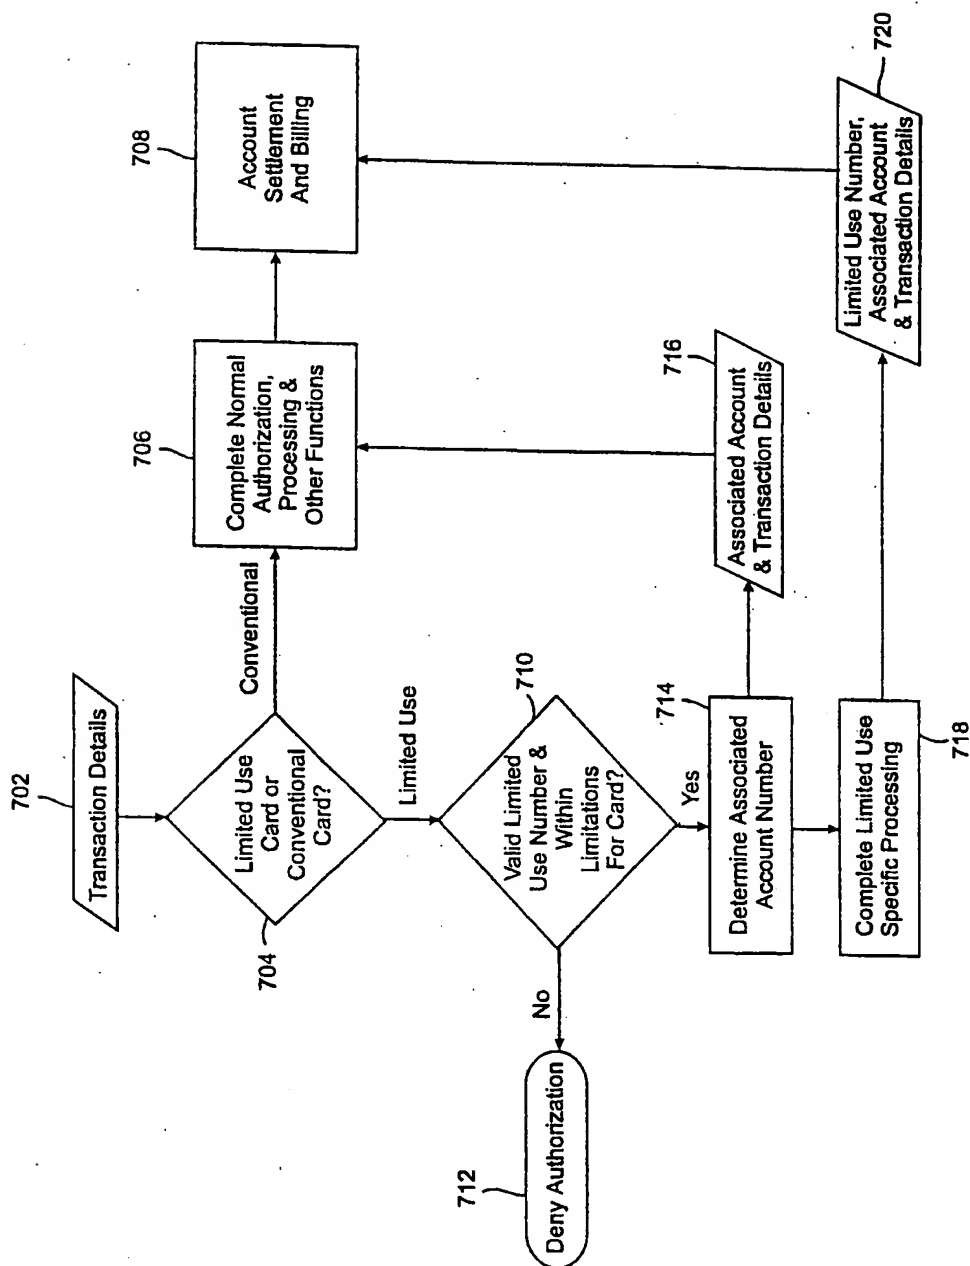 702
Transaction Details
Limited Use
Card or
Conventional
Card?
704
Conventional
706
Complete Normal
Authorization,
Processing &
Other Functions
708
Account
Settlement
And Billing
Limited Use
710
Valid Limited
Use Number &
Within
Limitations
For Card?
No
712
Deny Authorization
Yes
714
Determine Associated
Account Number
716
Associated Account
& Transaction Details
Complete Limited Use
Specific Processing
718
720
Limited Use Number,
Associated Account
& Transaction Details